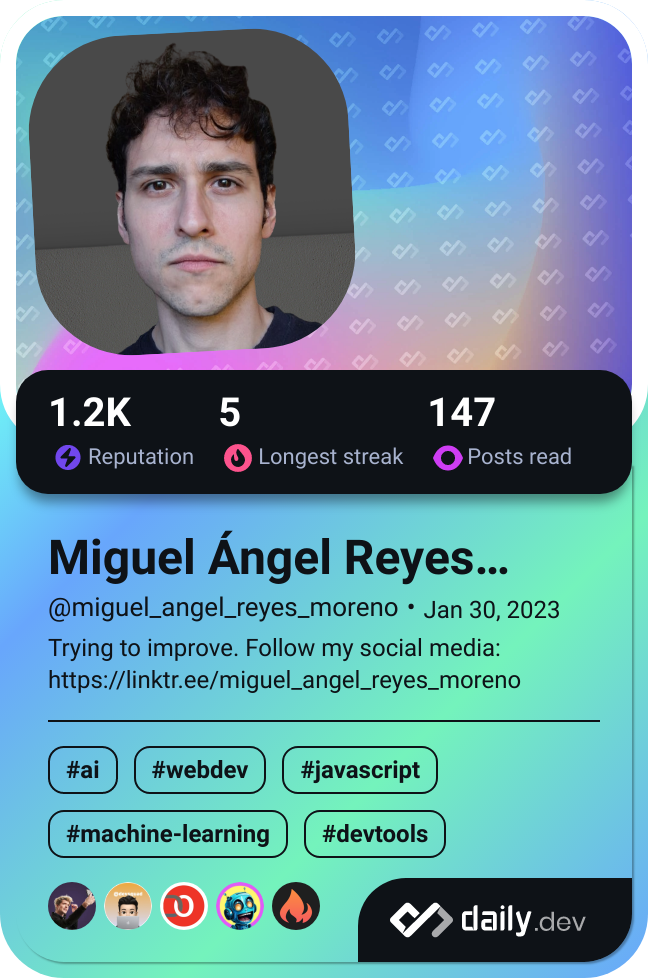 1.2K 5 147
Reputation Longest streak Posts read
Miguel Ángel Reyes...
@miguel_angel_reyes_moreno • Jan 30, 2023
Trying to improve. Follow my social media:
https://linktr.ee/miguel_angel_reyes_moreno
#ai #webdev #javascript
#machine-learning #devtools
daily.dev